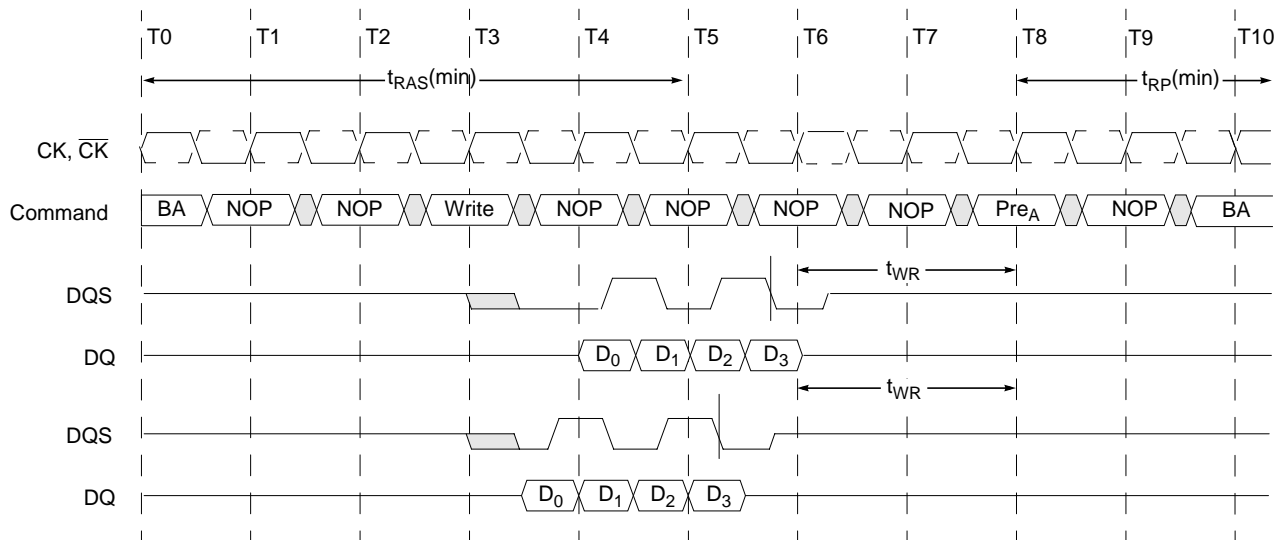 T0 T1 T2 T3 T4 T5 T6 T7 T8 T9 T10
tRAS(min) tRP(min)
CK, CK
Command BA NOP NOP Write NOP NOP NOP NOP PreA NOP BA
tWR
DQS
DQ D0 D1 D2 D3
tWR
DQS
DQ D0 D1 D2 D3